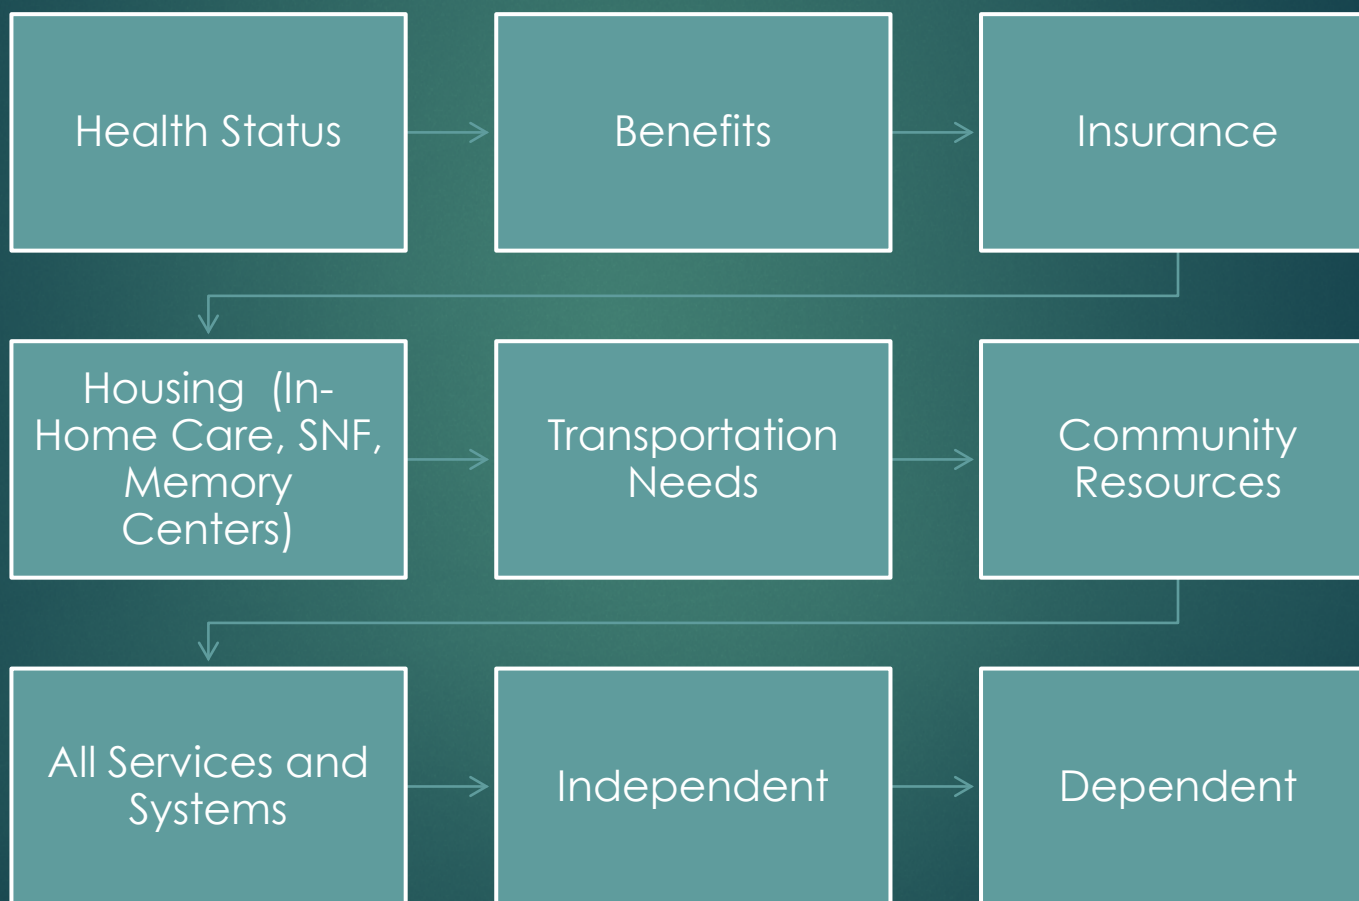 Health Status
Benefits
Insurance
Housing  (In-
Home Care, SNF,
Memory
Centers)
Transportation
Needs
Community
Resources
All Services and
Systems
Independent
Dependent